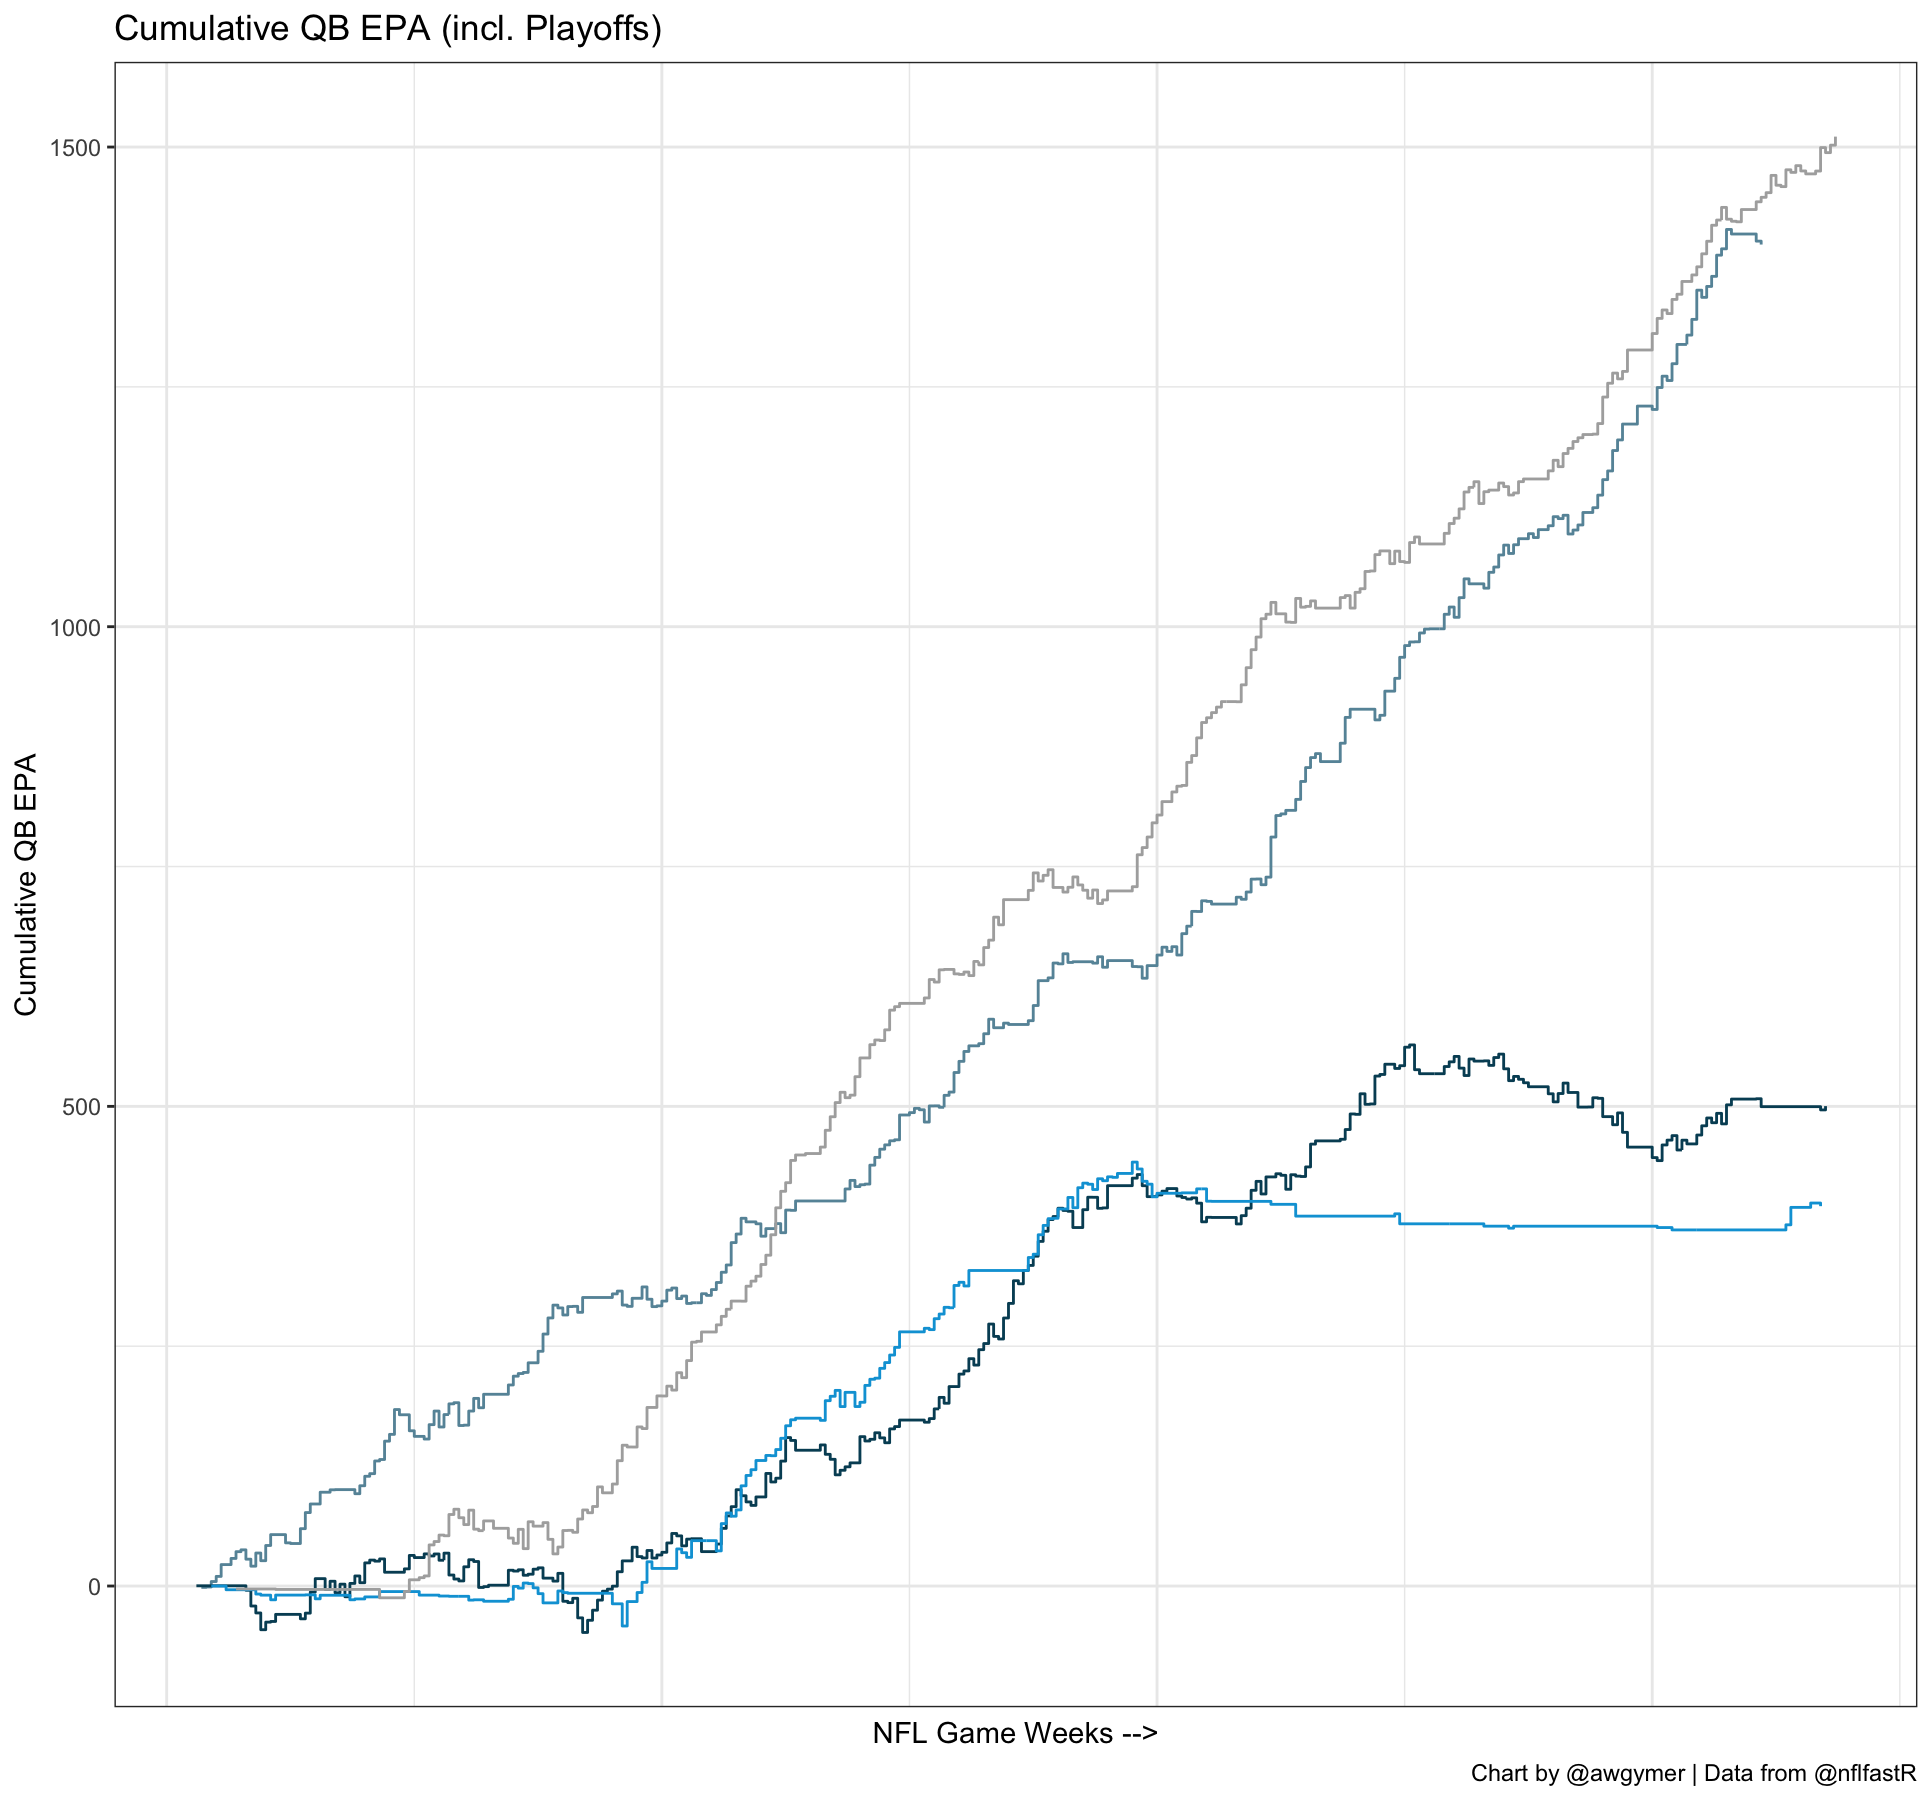 Cumulative QB EPA (incl. Playoffs)
1500
1000
500
0
Cumulative QB EPA
NFL Game Weeks -->
Chart by @awgymer | Data from @nflfastR